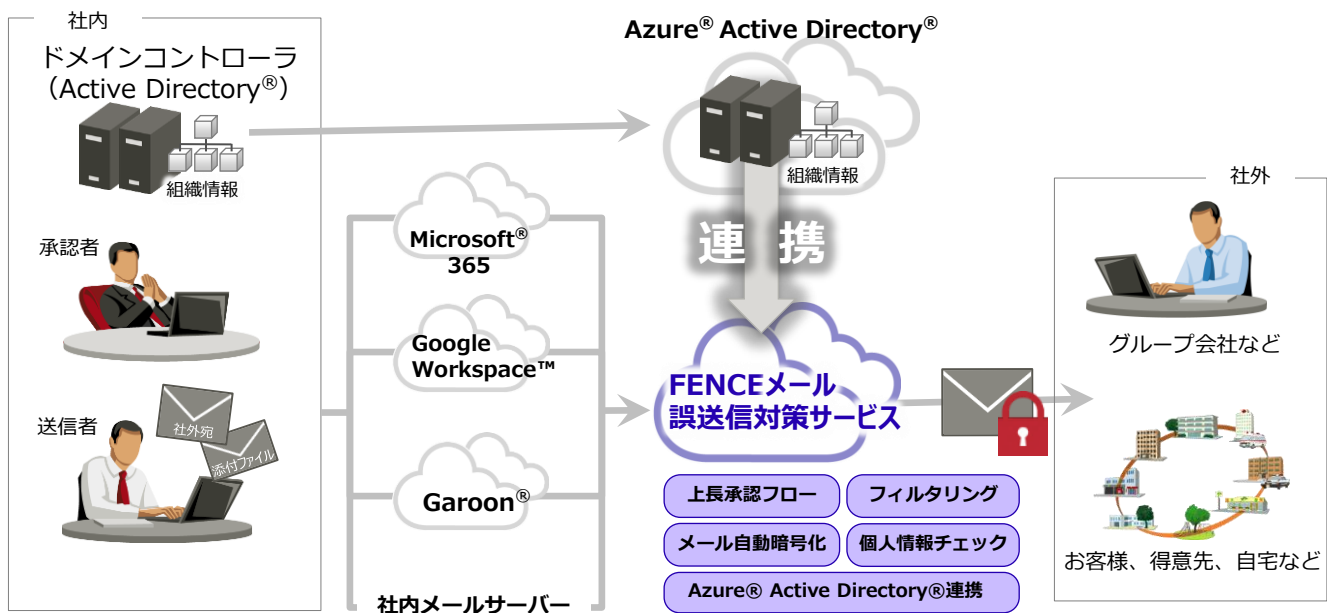 社内
ドメインコントローラ
（Active Directory®）
組織情報
承認者
送信者
社外宛
添付ファイル
Microsoft®
365
Google
Workspace™
Garoon®
社内メールサーバー
Azure® Active Directory®
組織情報
連 携
FENCEメール
誤送信対策サービス
上長承認フロー
フィルタリング
メール自動暗号化
個人情報チェック
Azure® Active Directory®連携
社外
グループ会社など
お客様、得意先、自宅など